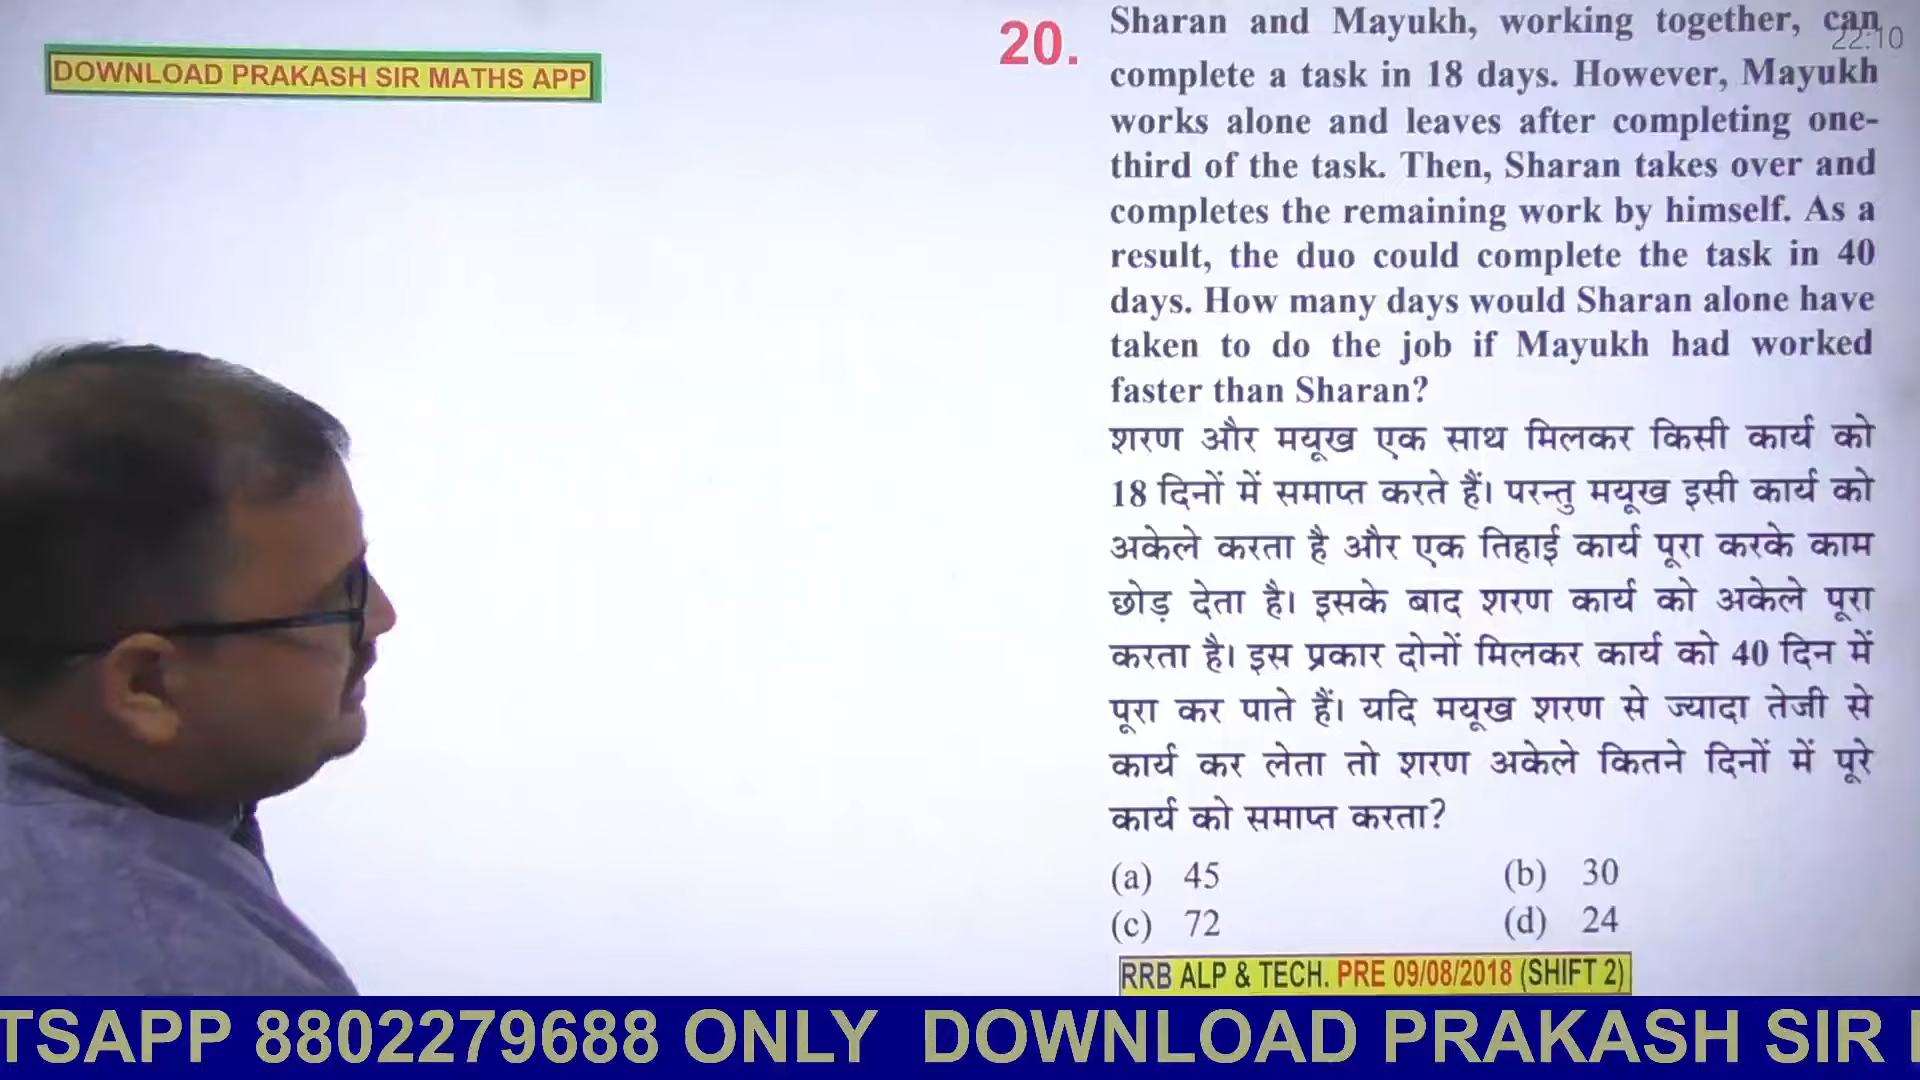 DOWNLOAD PRAKASH SIR MATHS APP
22:10
20.
Sharan and Mayukh, working together, can
complete a task in 18 days. However, Mayukh
works alone and leaves after completing one-
third of the task. Then, Sharan takes over and
completes the remaining work by himself. As a
result, the duo could complete the task in 40
days. How many days would Sharan alone have
taken to do the job if Mayukh had worked
faster than Sharan?
शरण और मयूख एक साथ मिलकर किसी कार्य को
18 दिनों में समाप्त करते हैं। परन्तु मयूख इसी कार्य को
अकेले करता है और एक तिहाई कार्य पूरा करके काम
छोड़ देता है। इसके बाद शरण कार्य को अकेले पूरा
करता है। इस प्रकार दोनों मिलकर कार्य को 40 दिन में
पूरा कर पाते हैं। यदि मयूख शरण से ज्यादा तेजी से
कार्य कर लेता तो शरण अकेले कितने दिनों में पूरे
कार्य को समाप्त करता?
(a) 45 (b) 30
(c) 72 (d) 24
RRB ALP & TECH. PRE 09/08/2018 (SHIFT 2)
TSAPP 88022779688 ONLY DOWNLOAD PRAKASH SIR